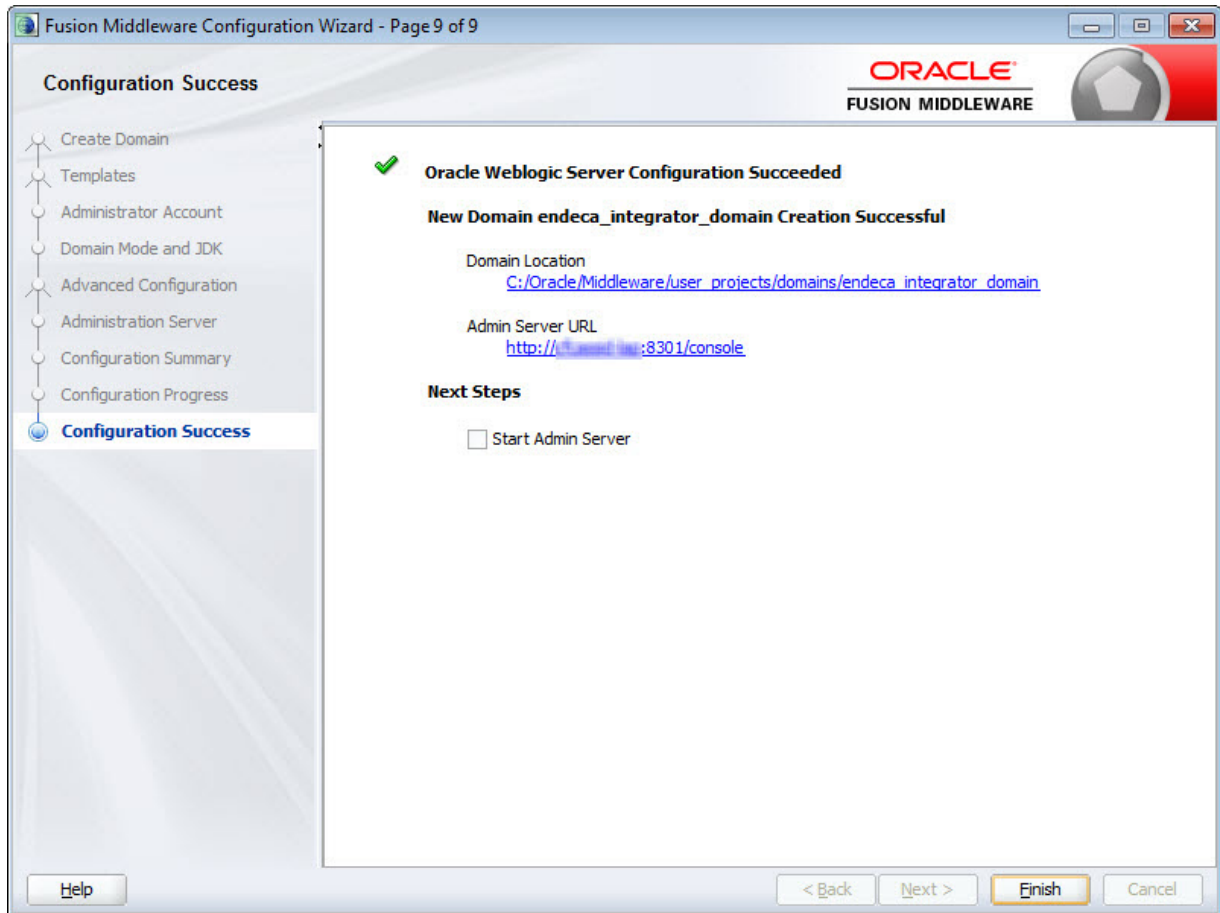 Fusion Middleware Configuration Wizard - Page 9 of 9
Configuration Success
ORACLE
FUSION MIDDLEWARE
Create Domain
Templates
Administrator Account
Domain Mode and JDK
Advanced Configuration
Administration Server
Configuration Summary
Configuration Progress
Configuration Success
Oracle Weblogic Server Configuration Succeeded
New Domain endeca_integrator_domain Creation Successful
Domain Location
C:/Oracle/Middleware/user_projects/domains/endeca_integrator_domain
Admin Server URL
http:// :8301/console
Next Steps
Start Admin Server
Help
< Back
Next >
Finish
Cancel